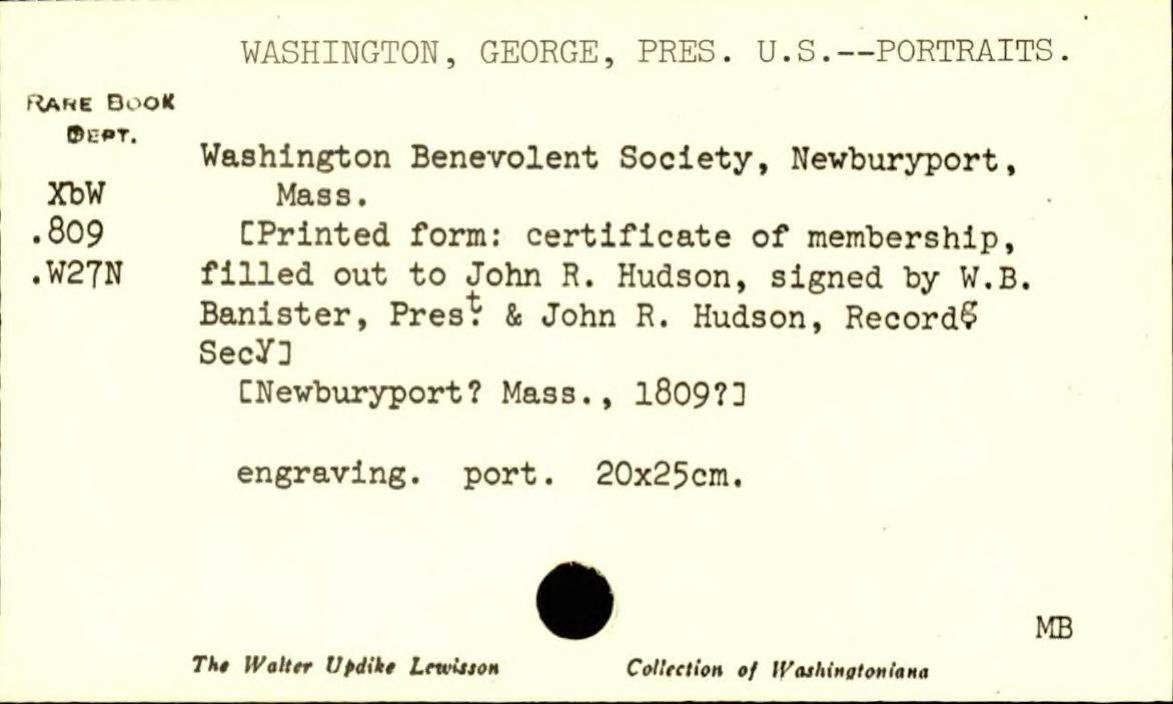 WASHINGTON, GEORGE, PRES. U.S.--PORTRAITS.
RARE BOOK
DEPT.
Washington Benevolent Society, Newburyport,
XbW Mass.
.809 [Printed form: certificate of membership,
.W27N filled out to John R. Hudson, signed by W.B.
Banister, Prest. & John R. Hudson, Recordg
Secy]
[Newburyport? Mass., 1809?]
engraving. port. 20x25cm.
MB
The Walter Updike Lewisson Collection of Washingtoniana